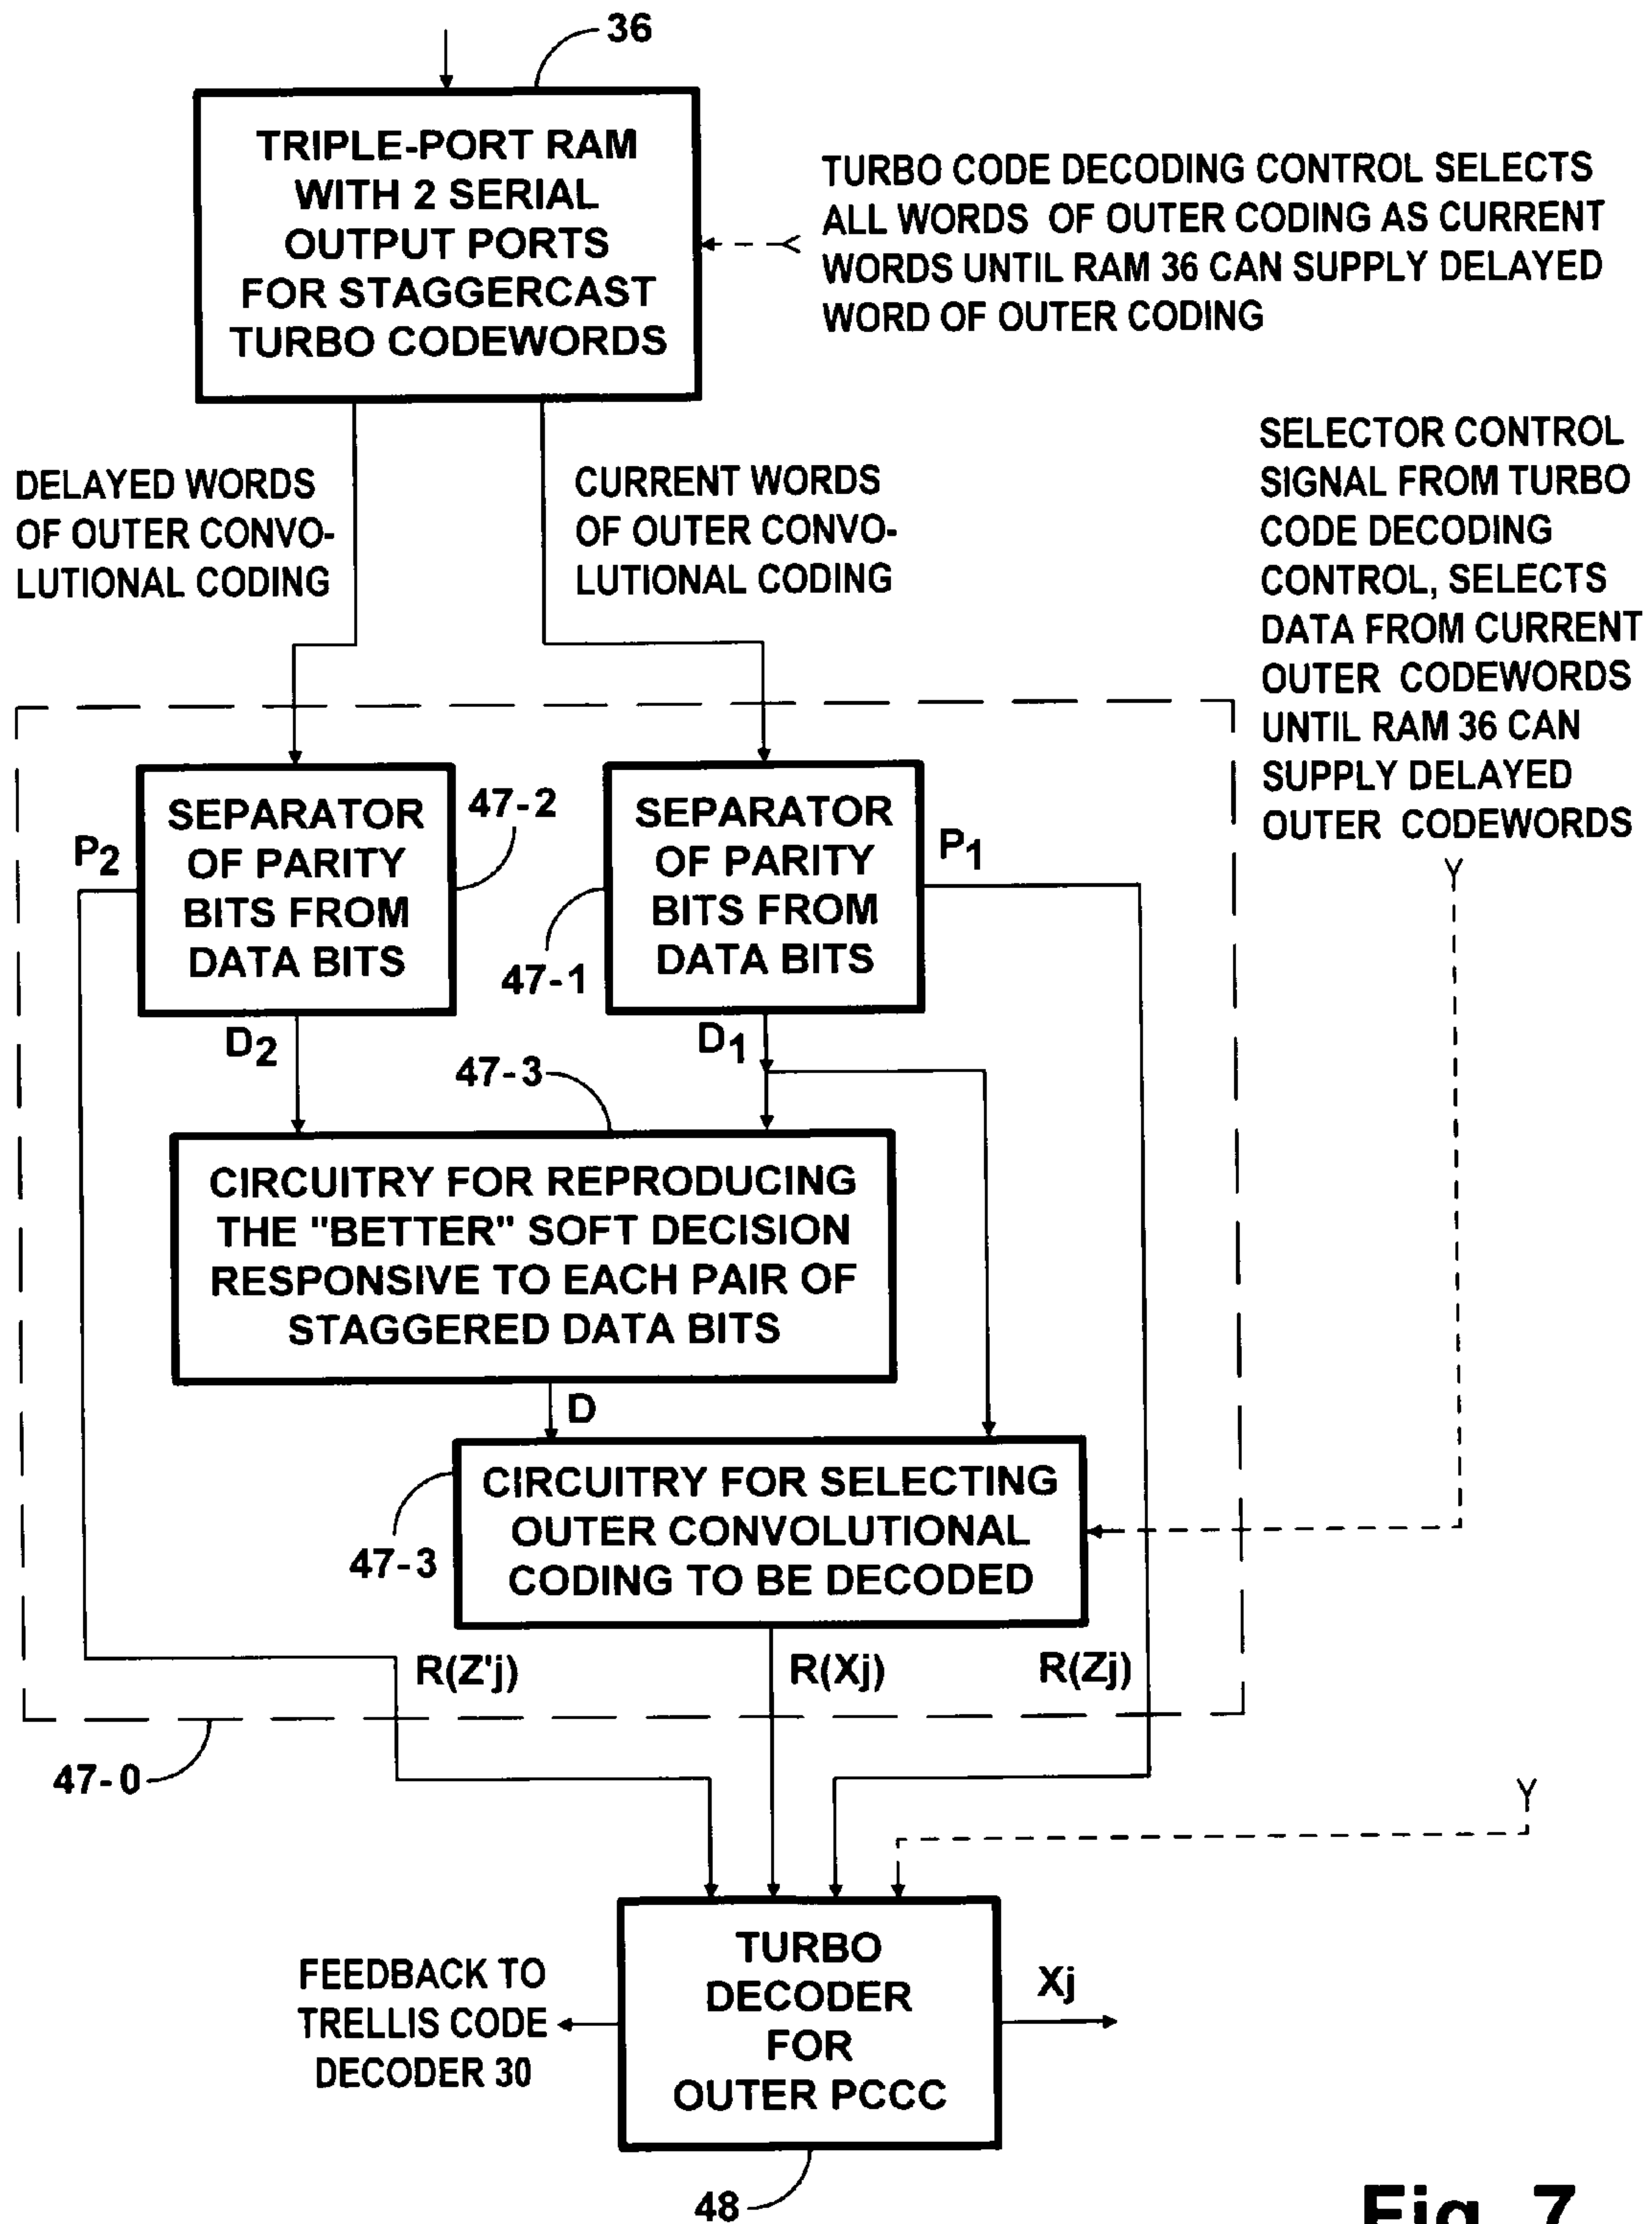 36
TRIPLE-PORT RAM
WITH 2 SERIAL
OUTPUT PORTS
FOR STAGGERCAST
TURBO CODEWORDS
TURBO CODE DECODING CONTROL SELECTS
ALL WORDS OF OUTER CODING AS CURRENT
WORDS UNTIL RAM 36 CAN SUPPLY DELAYED
WORD OF OUTER CODING
DELAYED WORDS
OF OUTER CONVO-
LUTIONAL CODING
CURRENT WORDS
OF OUTER CONVO-
LUTIONAL CODING
SELECTOR CONTROL
SIGNAL FROM TURBO
CODE DECODING
CONTROL, SELECTS
DATA FROM CURRENT
OUTER CODEWORDS
UNTIL RAM 36 CAN
SUPPLY DELAYED
OUTER CODEWORDS
P2
SEPARATOR
OF PARITY
BITS FROM
DATA BITS
47-2
47-1
SEPARATOR
OF PARITY
BITS FROM
DATA BITS
P1
D2
D1
47-3
CIRCUITRY FOR REPRODUCING
THE "BETTER" SOFT DECISION
RESPONSIVE TO EACH PAIR OF
STAGGERED DATA BITS
D
47-3
CIRCUITRY FOR SELECTING
OUTER CONVOLUTIONAL
CODING TO BE DECODED
R(Z'j)
R(Xj)
R(Zj)
47-0
TURBO
DECODER
FOR
OUTER PCCC
FEEDBACK TO
TRELLIS CODE
DECODER 30
Xj
48
Fig. 7